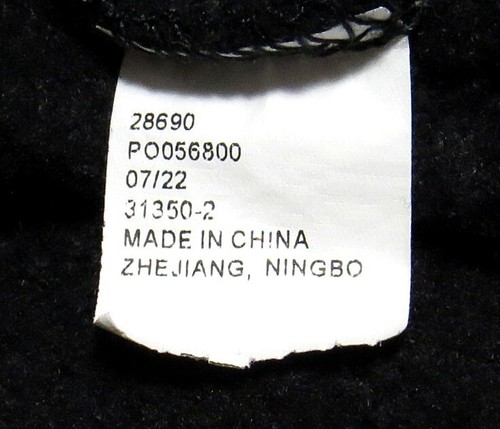 28690
PO056800
07/22
31350-2
MADE IN CHINA
ZHEJIANG, NINGBO